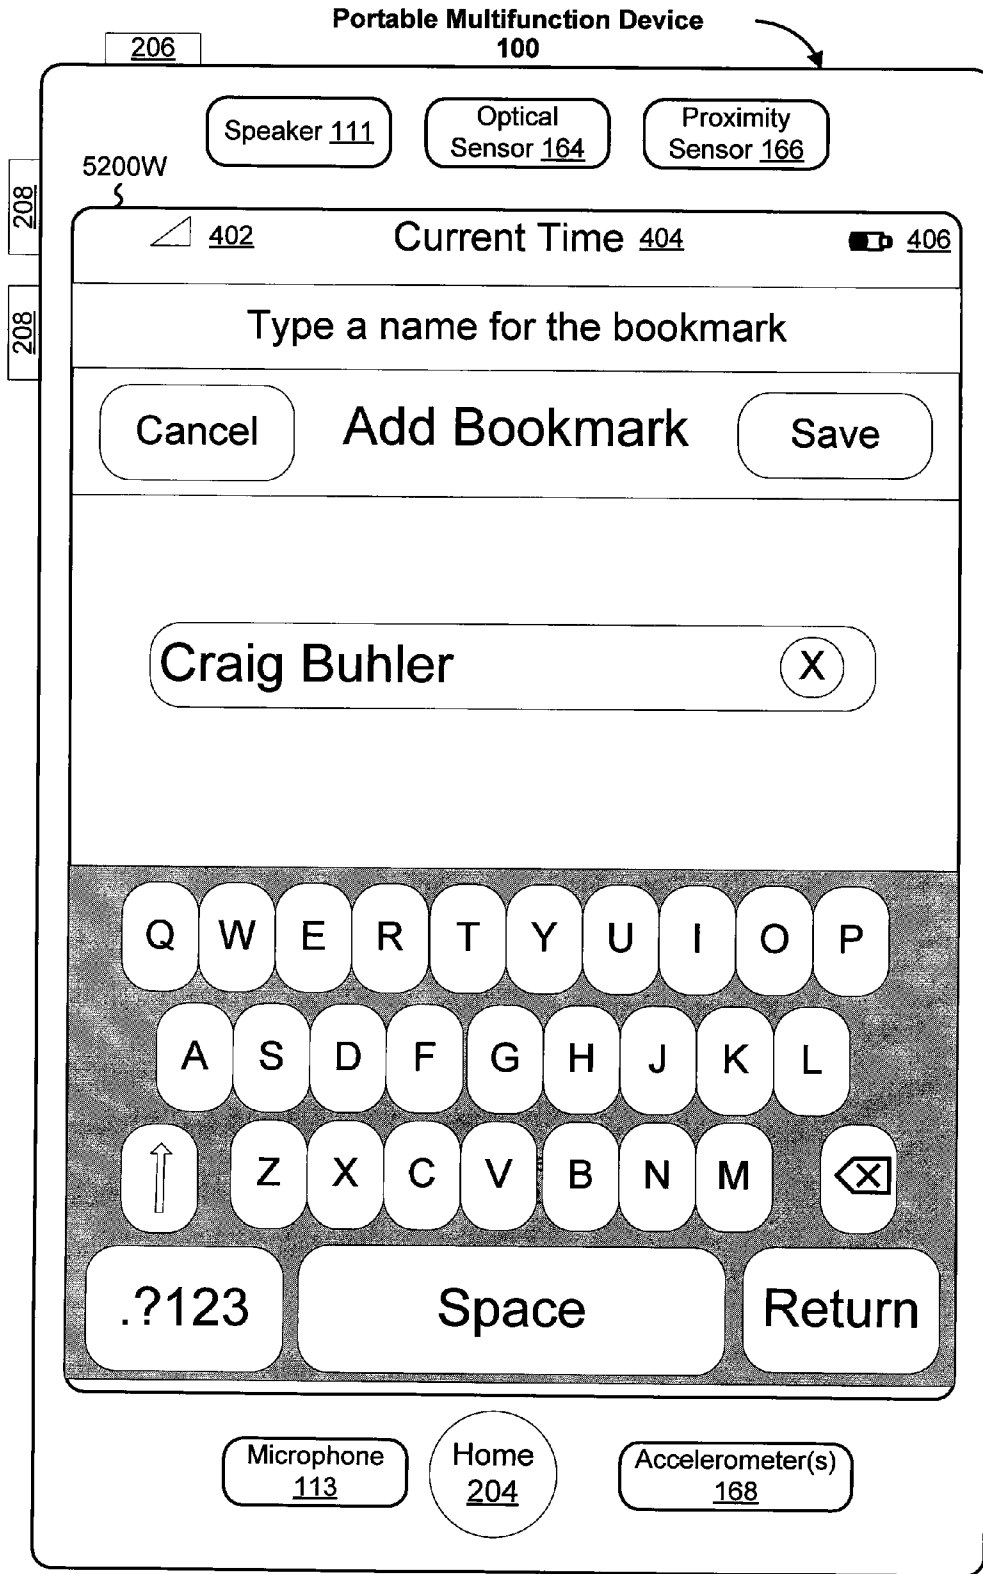 Portable Multifunction Device
100
206
Speaker 111
Optical
Sensor 164
Proximity
Sensor 166
5200W
208
208
402
Current Time 404
406
Type a name for the bookmark
Cancel
Add Bookmark
Save
Craig Buhler
X
Q W E R T Y U I O P
A S D F G H J K L
Z X C V B N M
.?123
Space
Return
Microphone
113
Home
204
Accelerometer(s)
168